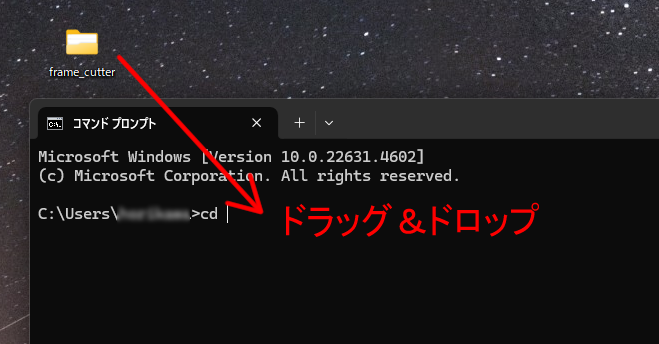 frame_cutter
コマンド プロンプト
Microsoft Windows [Version 10.0.22631.4602]
(c) Microsoft Corporation. All rights reserved.
C:\Users\ >cd
ドラッグ &ドロップ